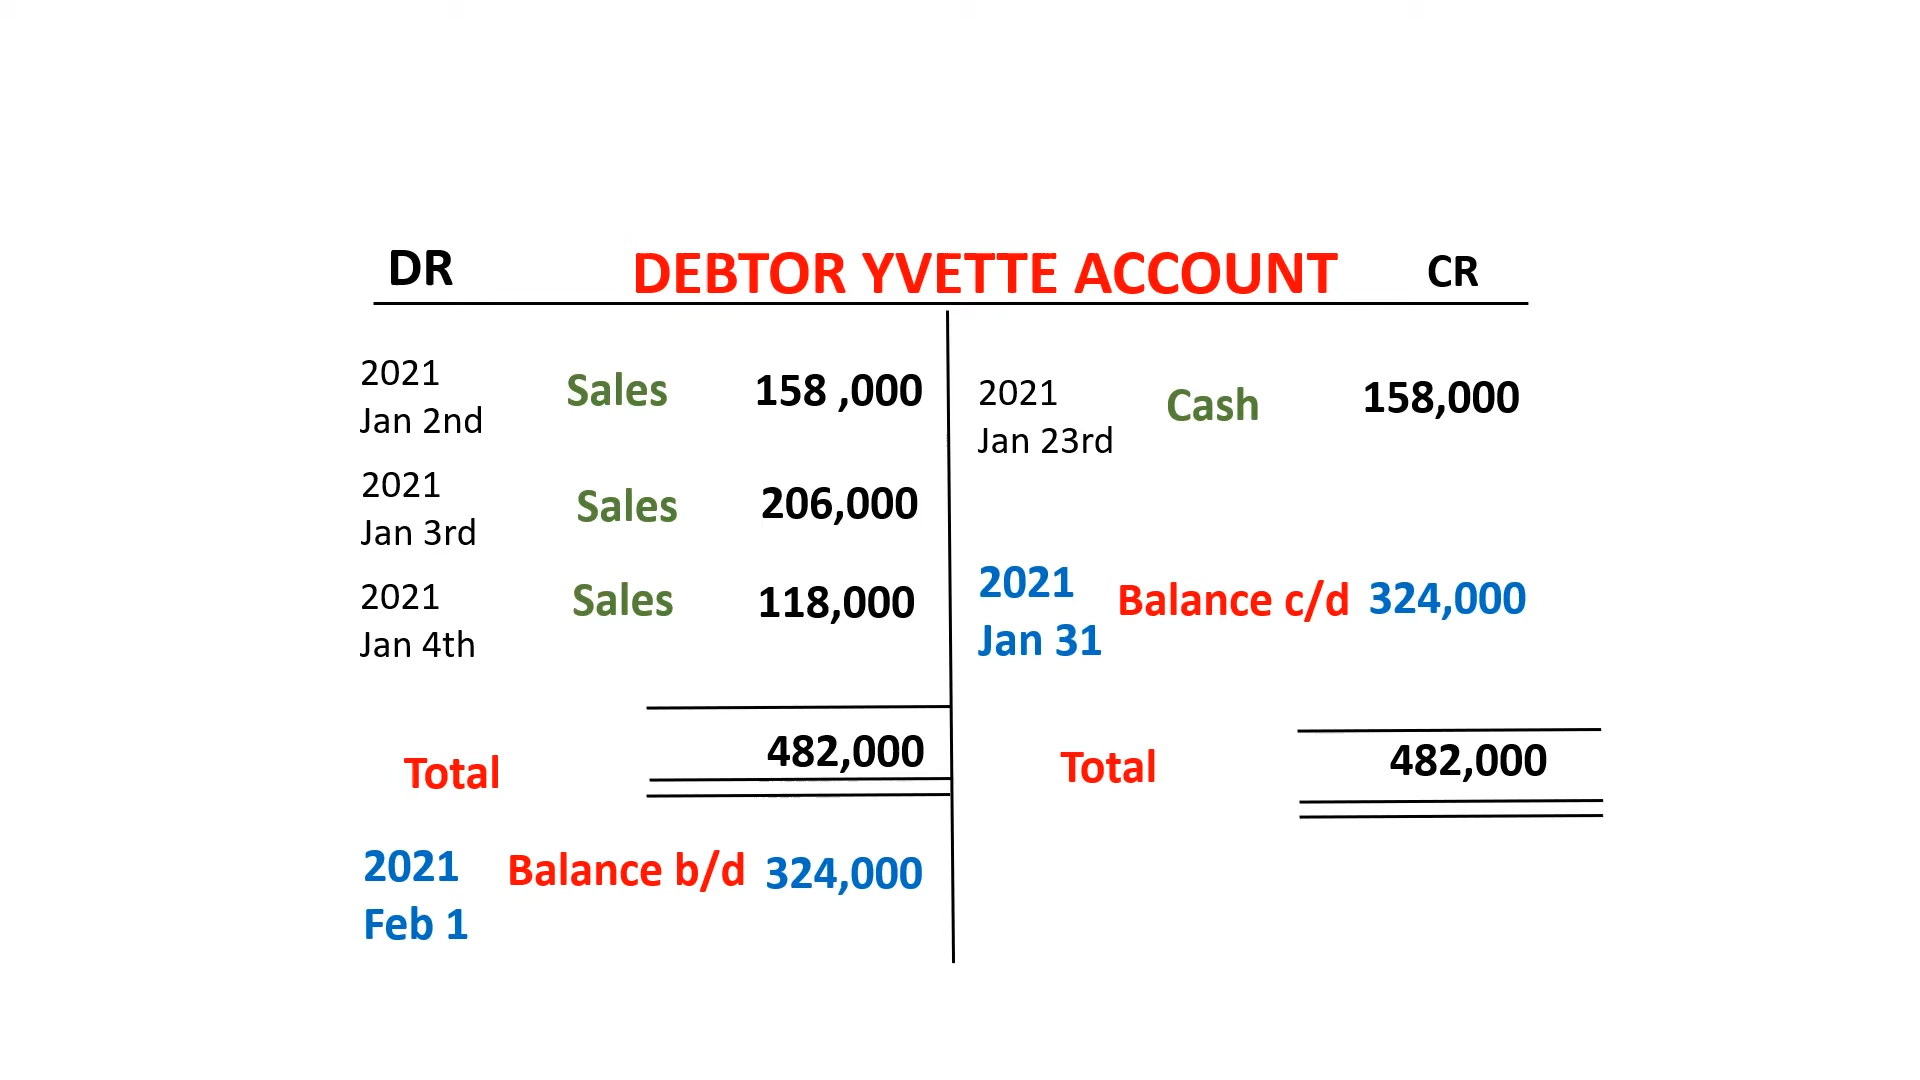 DR DEBTOR YVETTE ACCOUNT CR
2021
Jan 2nd
Sales 158 ,000
2021
Jan 3rd
Sales 206,000
2021
Jan 4th
Sales 118,000
Total 482,000
2021
Feb 1
Balance b/d 324,000
2021
Jan 23rd
Cash 158,000
2021
Jan 31
Balance c/d 324,000
Total 482,000